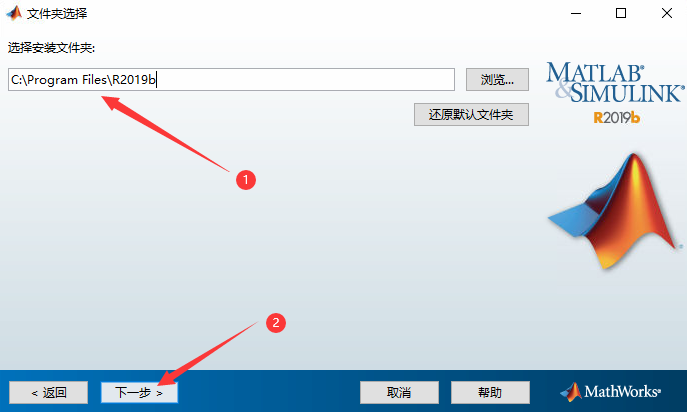 文件夹选择
选择安装文件夹:
C:\Program Files\R2019b
浏览...
还原默认文件夹
MATLAB®
&SIMULINK®
R2019b
1
2
< 返回
下一步 >
取消
帮助
MathWorks®